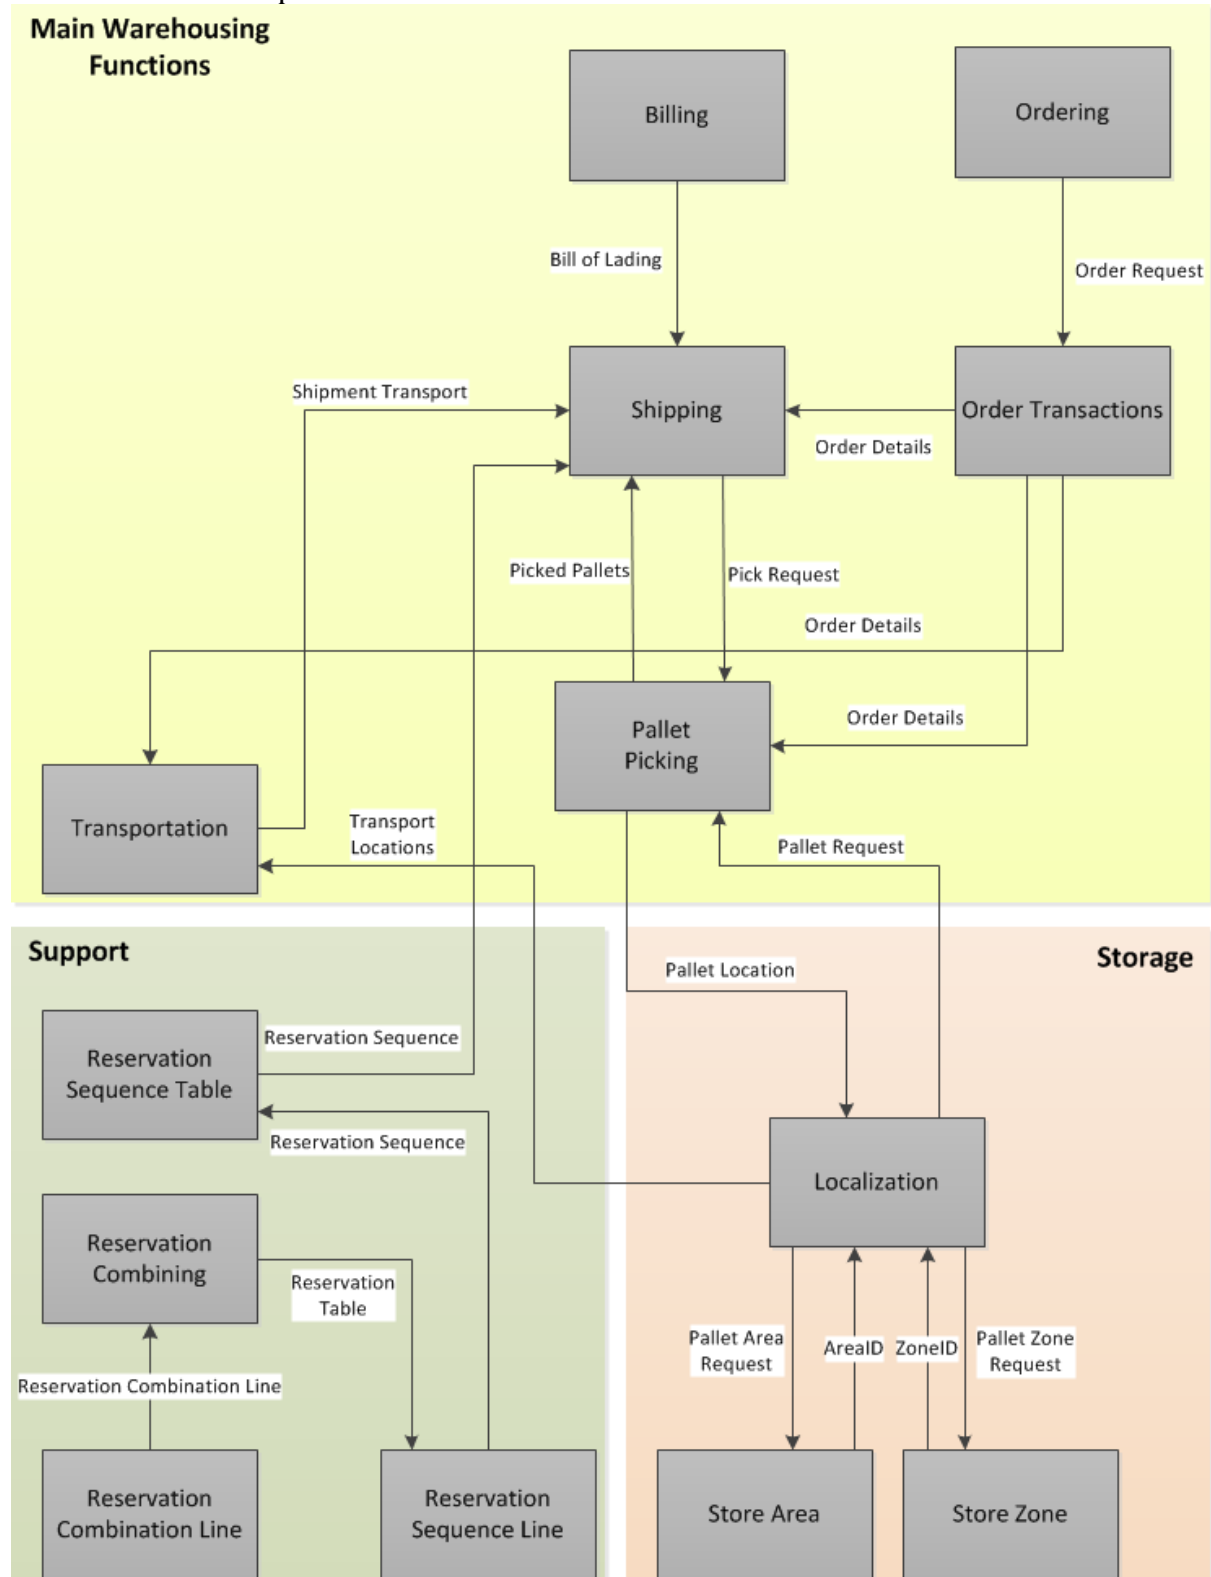 Main Warehousing
Functions
Billing
Ordering
Bill of Lading
Order Request
Shipment Transport
Shipping
Order Transactions
Order Details
Picked Pallets
Pick Request
Order Details
Pallet
Picking
Order Details
Transportation
Transport
Locations
Pallet Request
Support
Storage
Pallet Location
Reservation
Sequence Table
Reservation Sequence
Reservation Sequence
Localization
Reservation
Combining
Reservation
Table
Pallet Area
Request
AreaID
ZoneID
Pallet Zone
Request
Reservation Combination Line
Reservation
Combination Line
Reservation
Sequence Line
Store Area
Store Zone